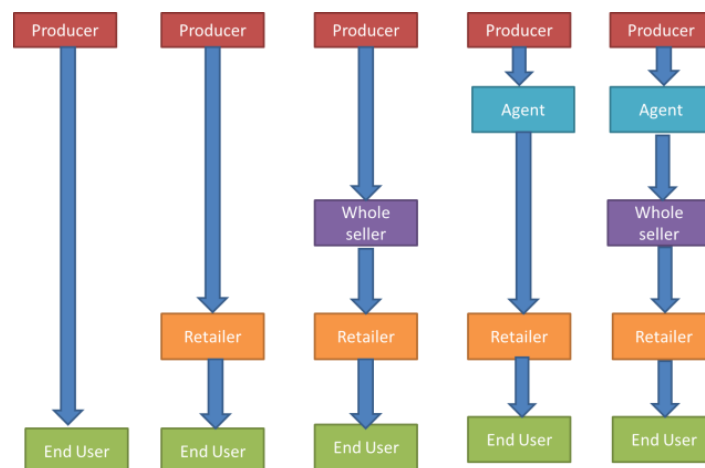 Producer
Producer
Producer
Producer
Producer
Agent
Agent
Whole
seller
Whole
seller
Retailer
Retailer
Retailer
Retailer
End User
End User
End User
End User
End User